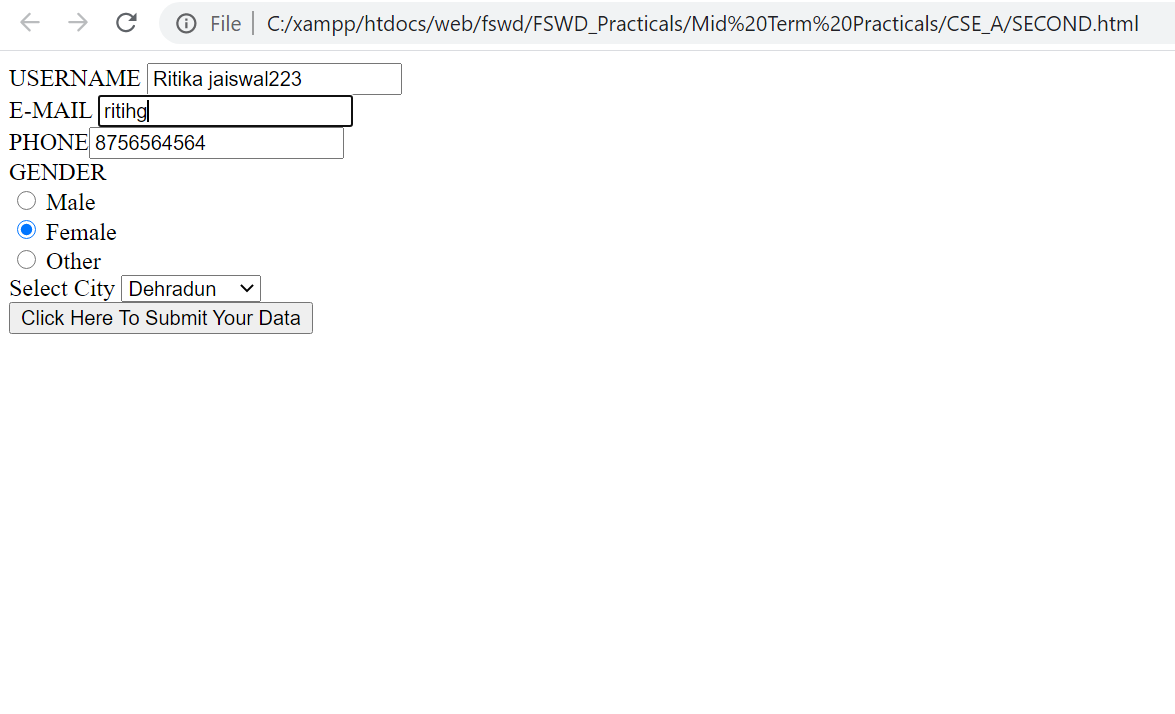 File C:/xampp/htdocs/web/fswd/FSWD_Practicals/Mid%20Term%20Practicals/CSE_A/SECOND.html
USERNAME Ritika jaiswal223
E-MAIL ritihg
PHONE 8756564564
GENDER
Male
Female
Other
Select City Dehradun
Click Here To Submit Your Data